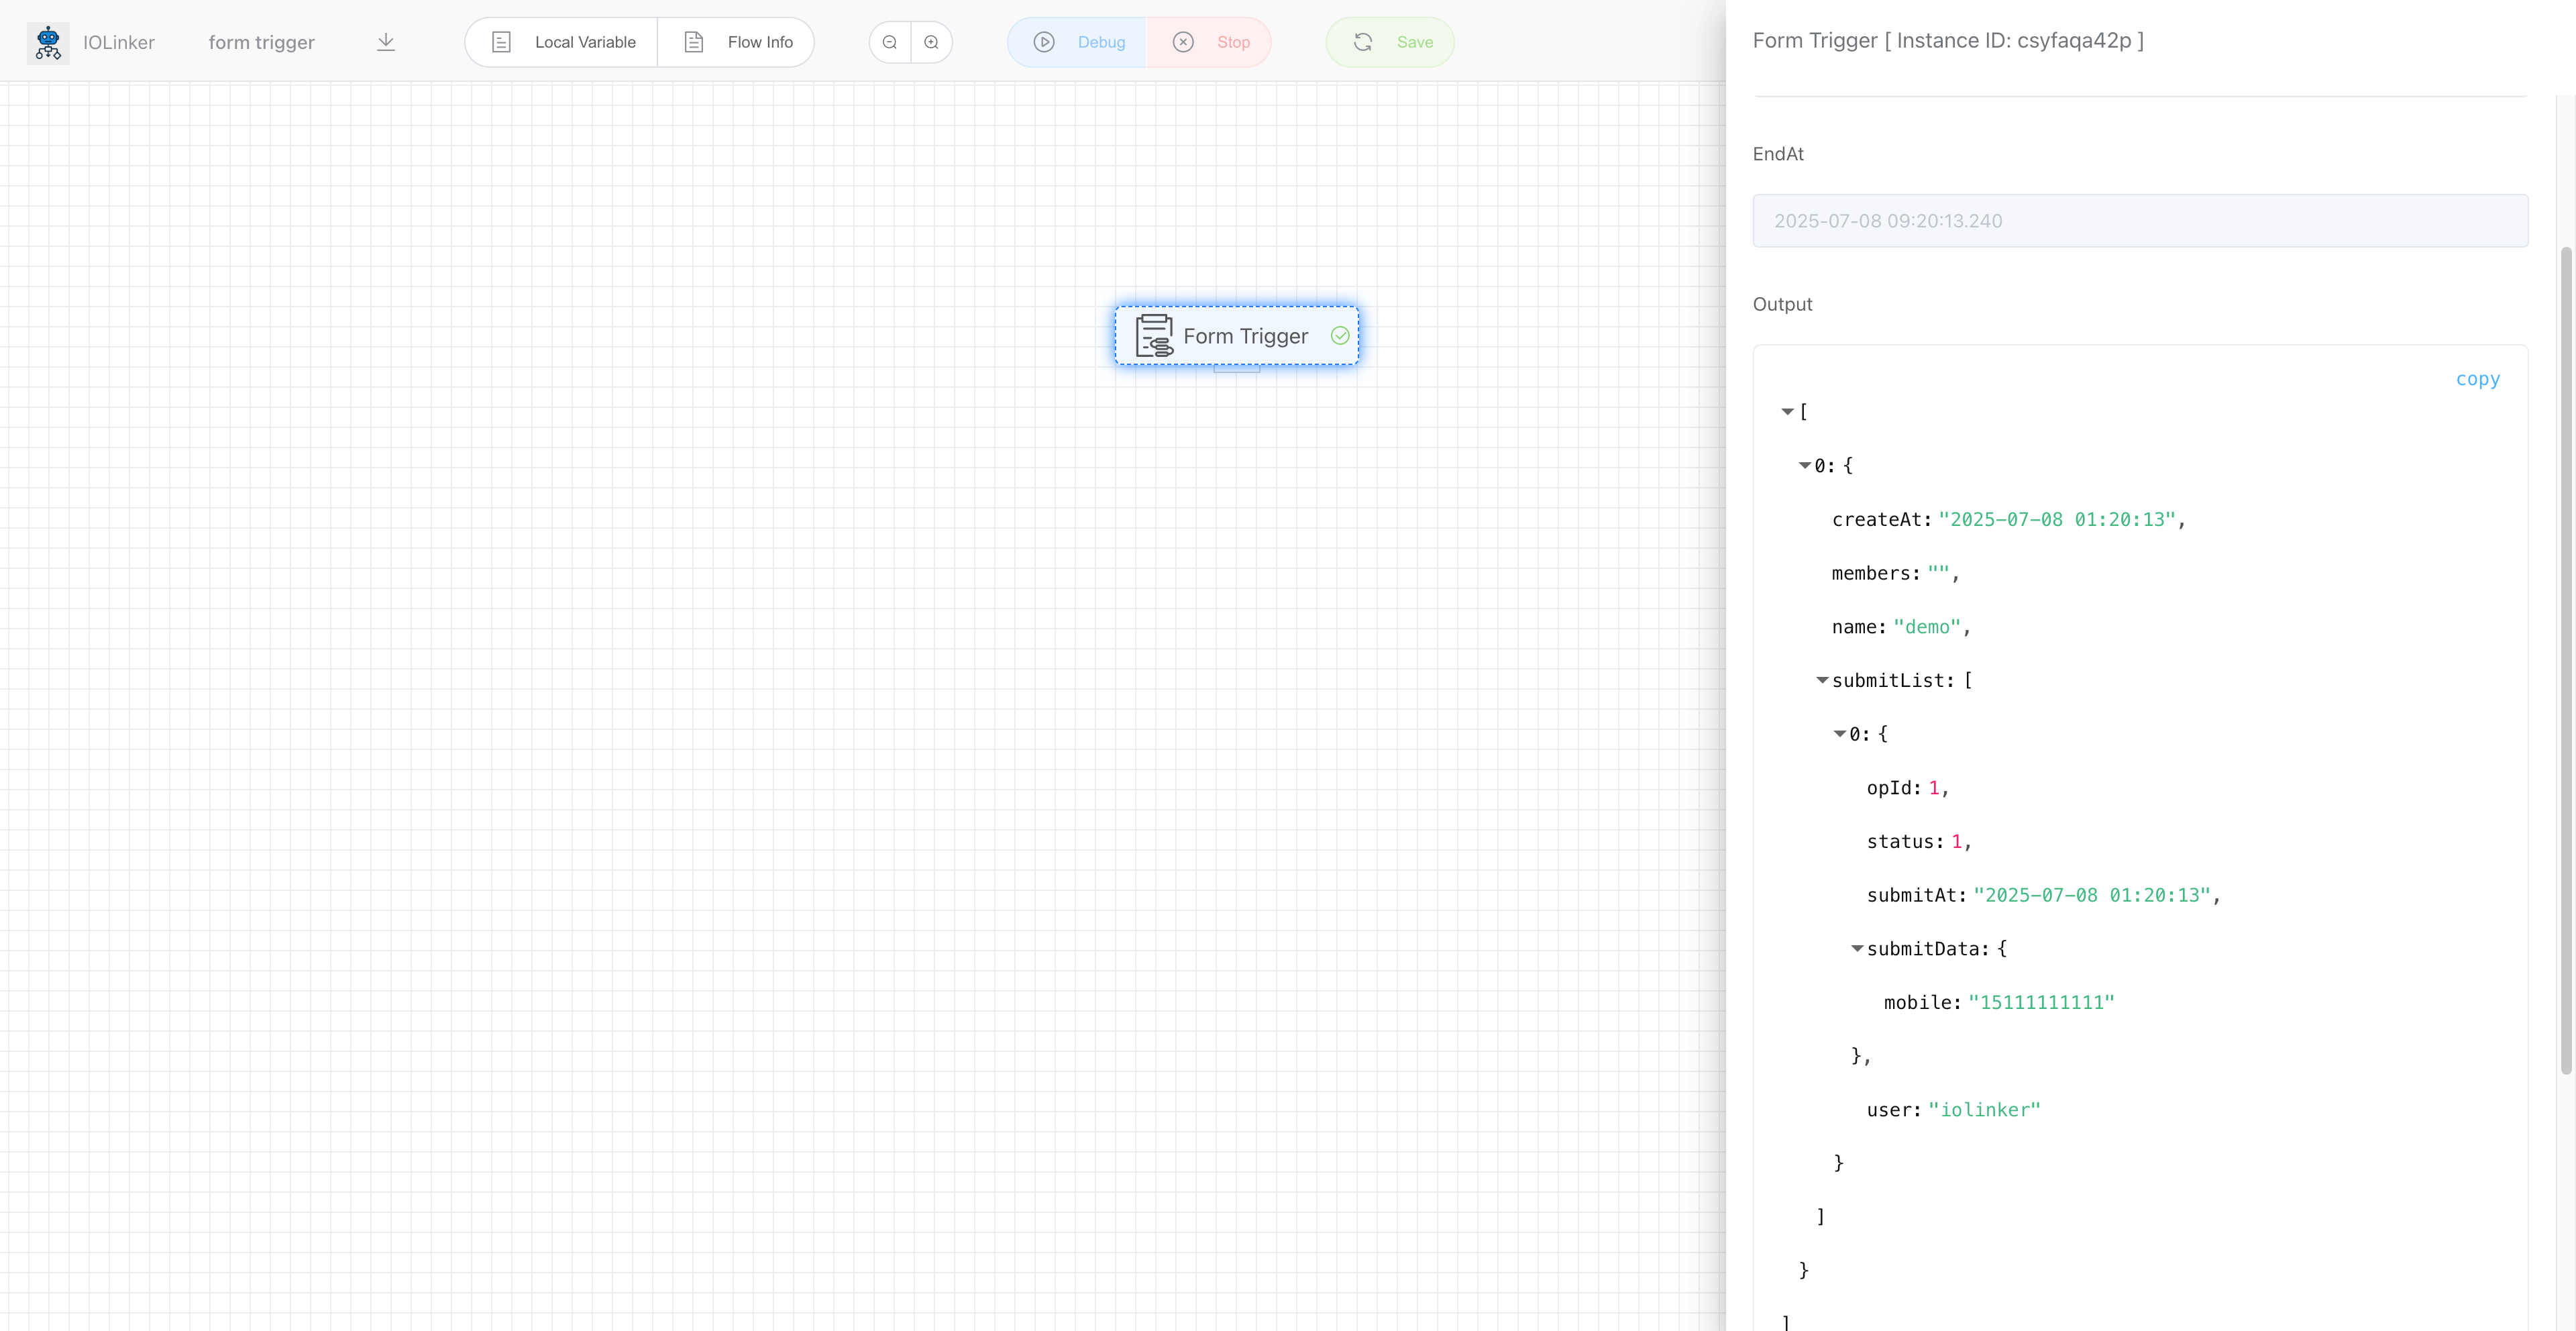 IOLinker form trigger Local Variable Flow Info Debug Stop Save
Form Trigger [ Instance ID: csyfaqa42p ]
EndAt
2025-07-08 09:20:13.240
Output
Form Trigger
copy
[
0: {
createAt: "2025-07-08 01:20:13",
members: "",
name: "demo",
submitList: [
0: {
opId: 1,
status: 1,
submitAt: "2025-07-08 01:20:13",
submitData: {
mobile: "15111111111"
},
user: "iolinker"
}
]
}
]